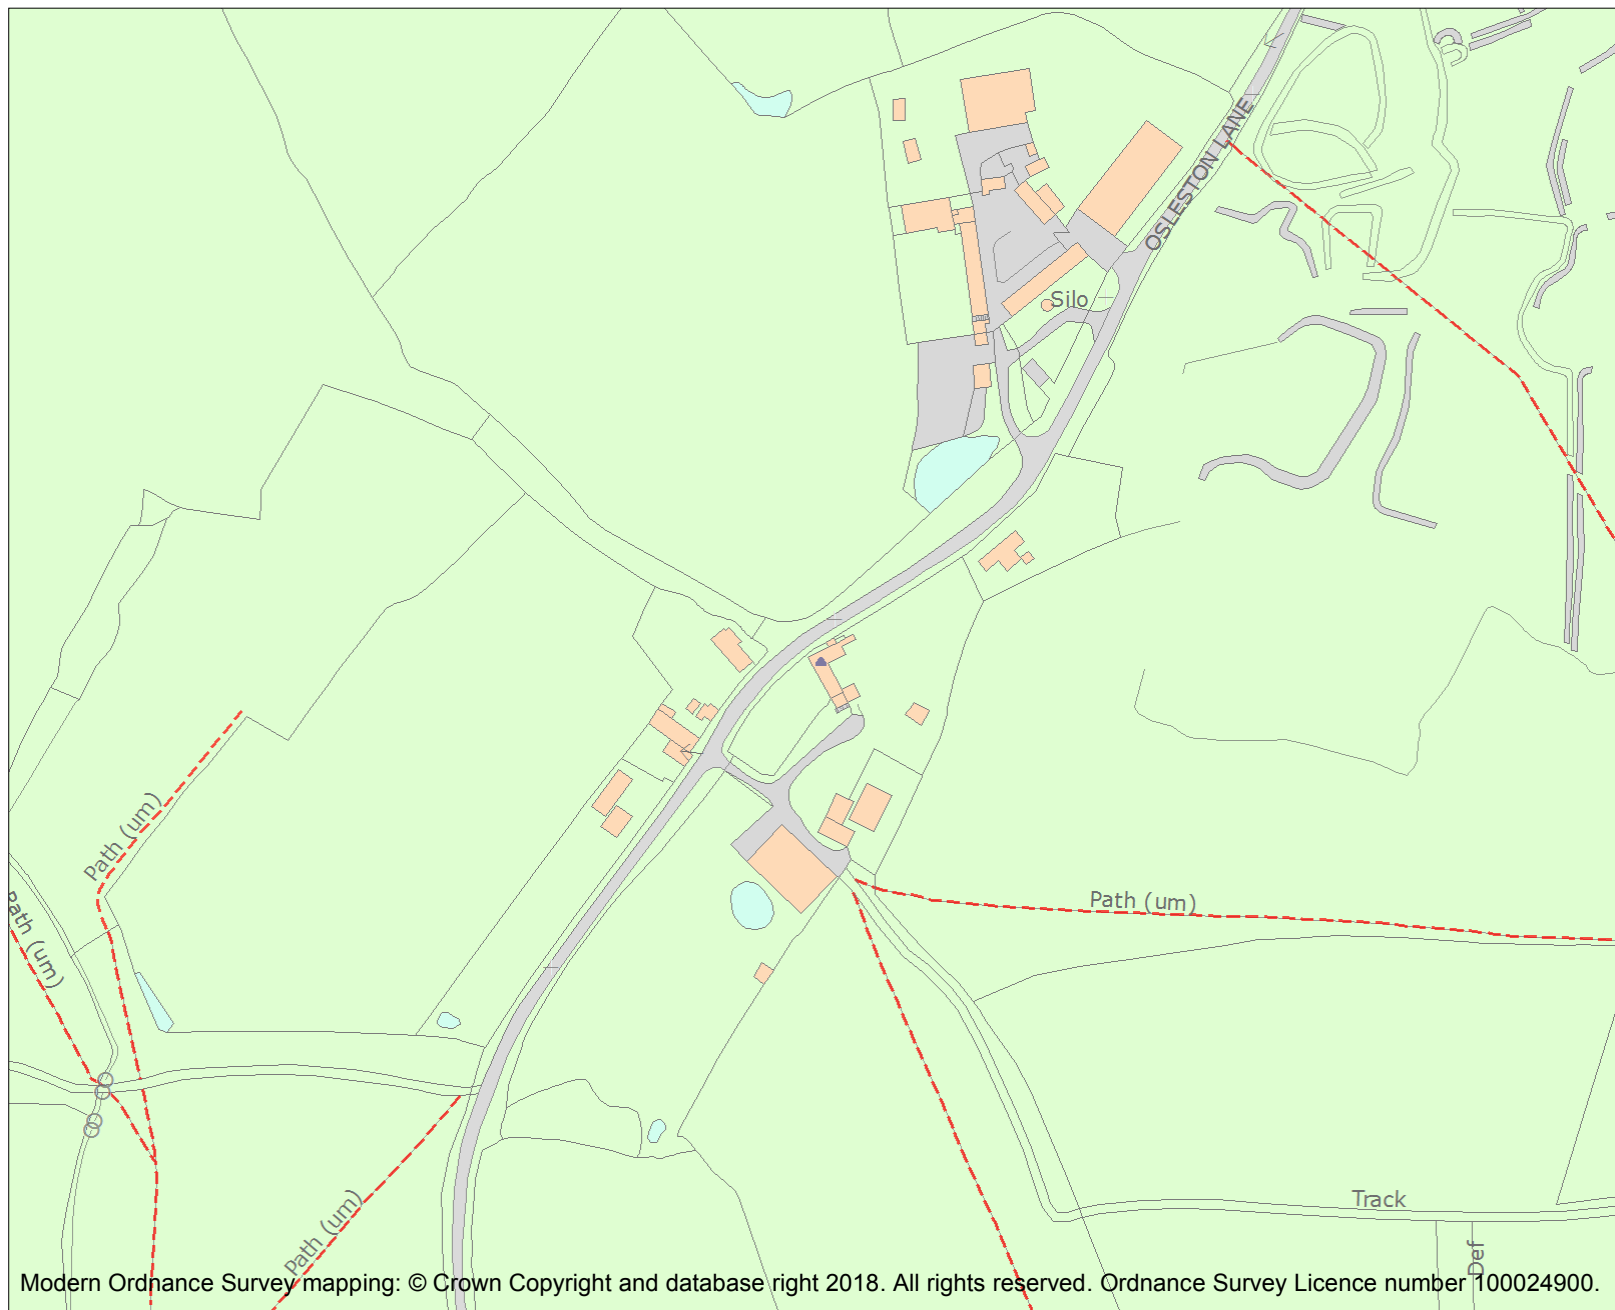 OSLESTON LANE
Silo
Path (um)
Path (um)
Path (um)
Track
Path (um)
Def
Modern Ordnance Survey mapping: © Crown Copyright and database right 2018. All rights reserved. Ordnance Survey Licence number 100024900.